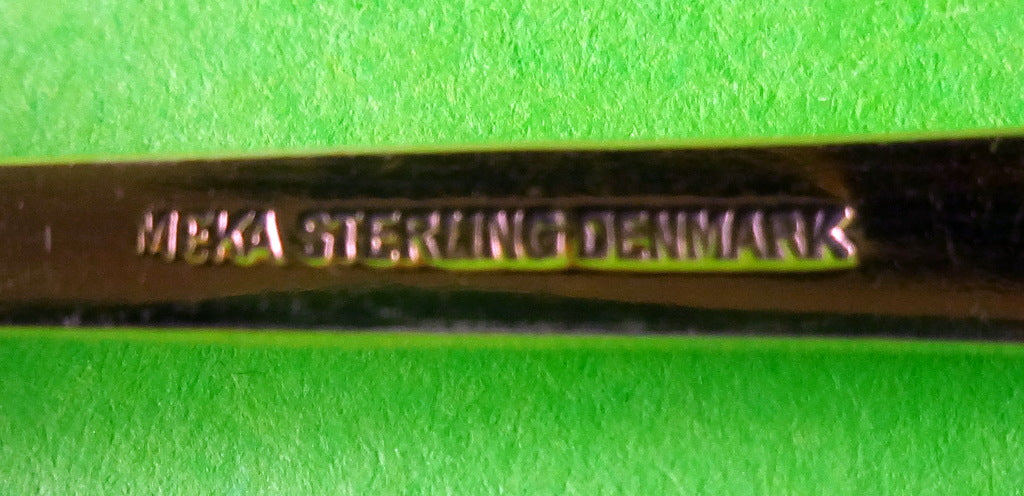 MEKA STERLING DENMARK